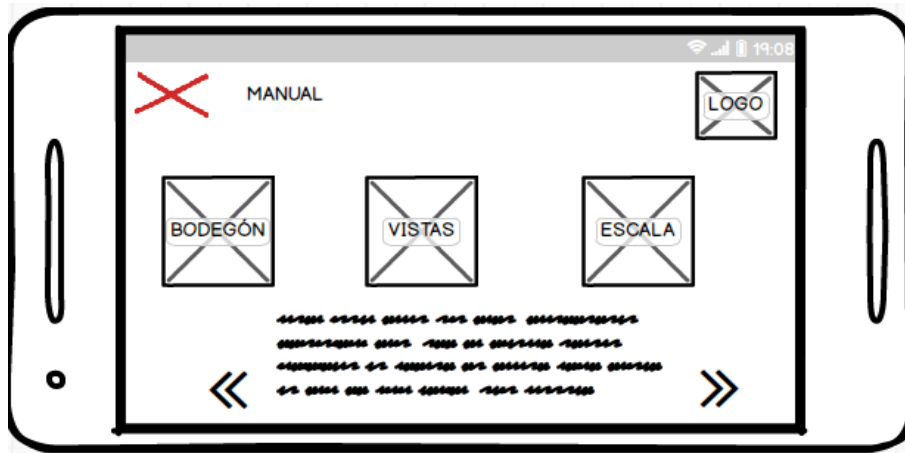 19:08
MANUAL
LOGO
BODEGÓN
VISTAS
ESCALA